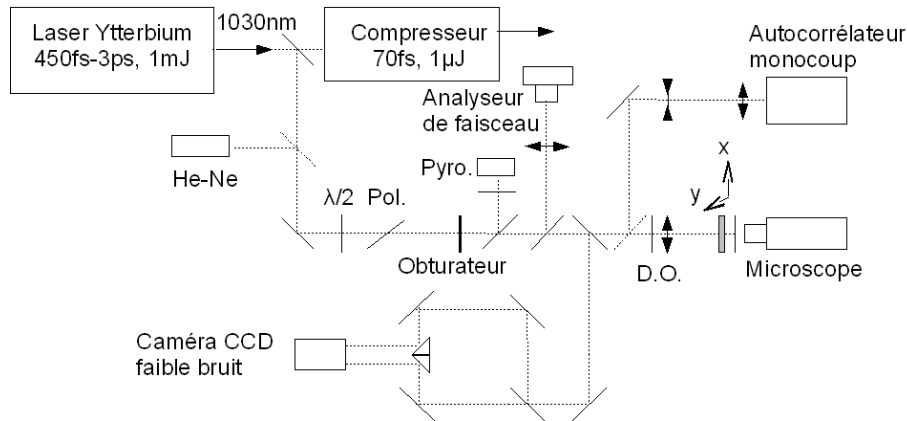 Laser Ytterbium
450fs-3ps, 1mJ
1030nm
Compresseur
70fs, 1µJ
Autocorrélateur
monocoup
Analyseur
de faisceau
He-Ne
λ/2
Pol.
Pyro.
Obturateur
x
y
D.O.
Microscope
Caméra CCD
faible bruit